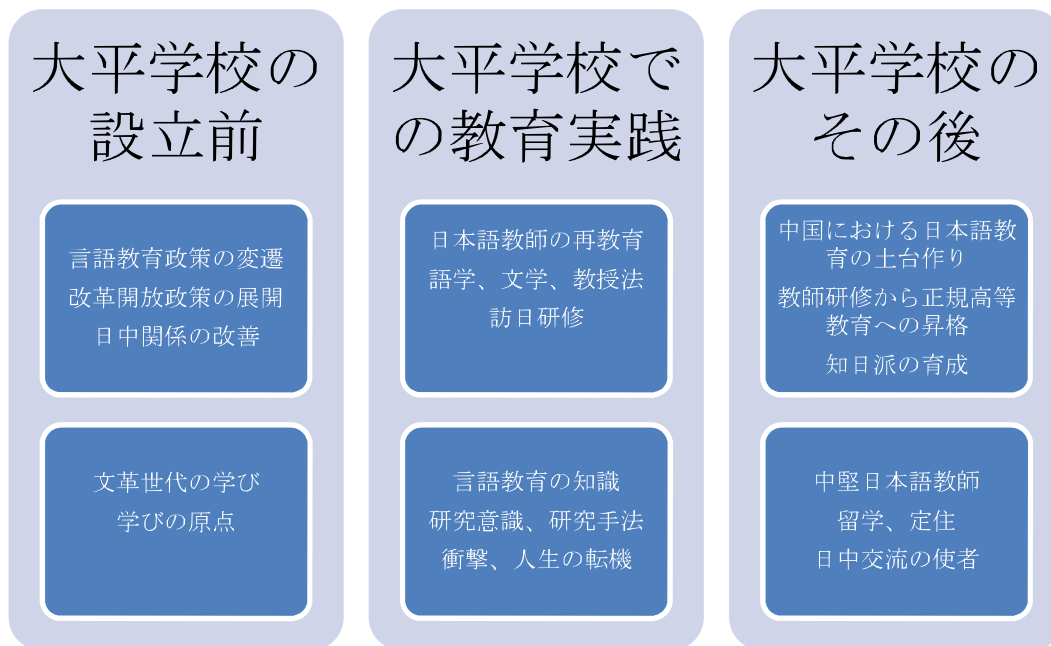 大平学校の
設立前
言語教育政策の変遷
改革開放政策の展開
日中関係の改善
文革世代の学び
学びの原点
大平学校で
の教育実践
日本語教師の再教育
語学、文学、教授法
訪日研修
言語教育の知識
研究意識、研究手法
衝撃、人生の転機
大平学校の
その後
中国における日本語教
育の土台作り
教師研修から正規高等
教育への昇格
知日派の育成
中堅日本語教師
留学、定住
日中交流の使者